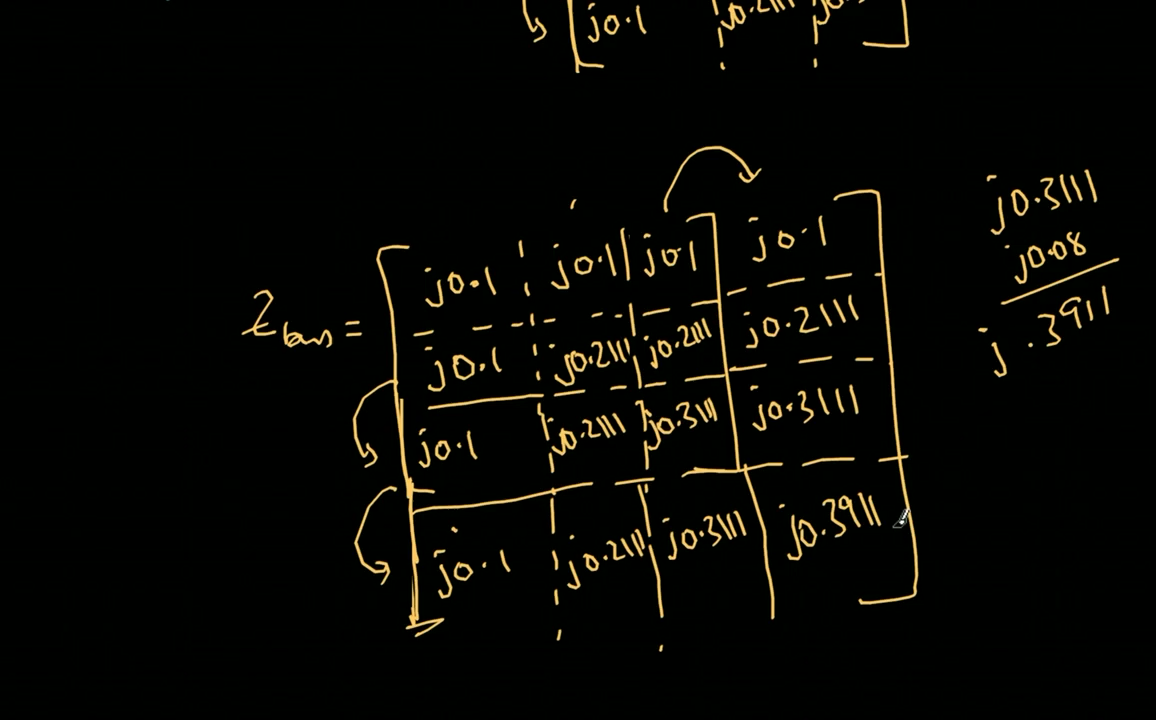 j0.1 j0.211
j0.1 j0.1 j0.1 j0.1
Zbus =
j0.1 j0.2111 j0.2111 j0.2111
j0.1 j0.2111 j0.3111 j0.3111
j0.1 j0.2111 j0.3111 j0.3911
j0.3111
j0.08
j.3911